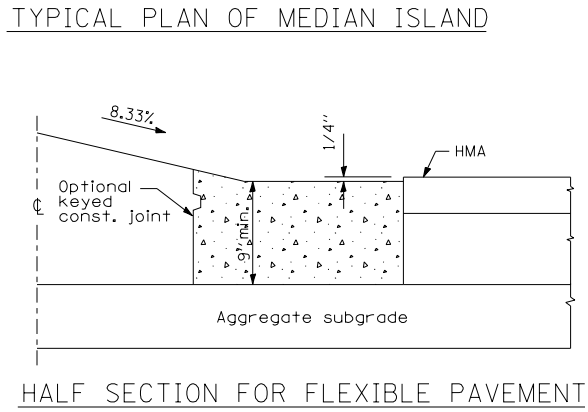 TYPICAL PLAN OF MEDIAN ISLAND
8.33%
1/4"
HMA
Optional
keyed
const. joint
℄
9" min.
Aggregate subgrade
HALF SECTION FOR FLEXIBLE PAVEMENT